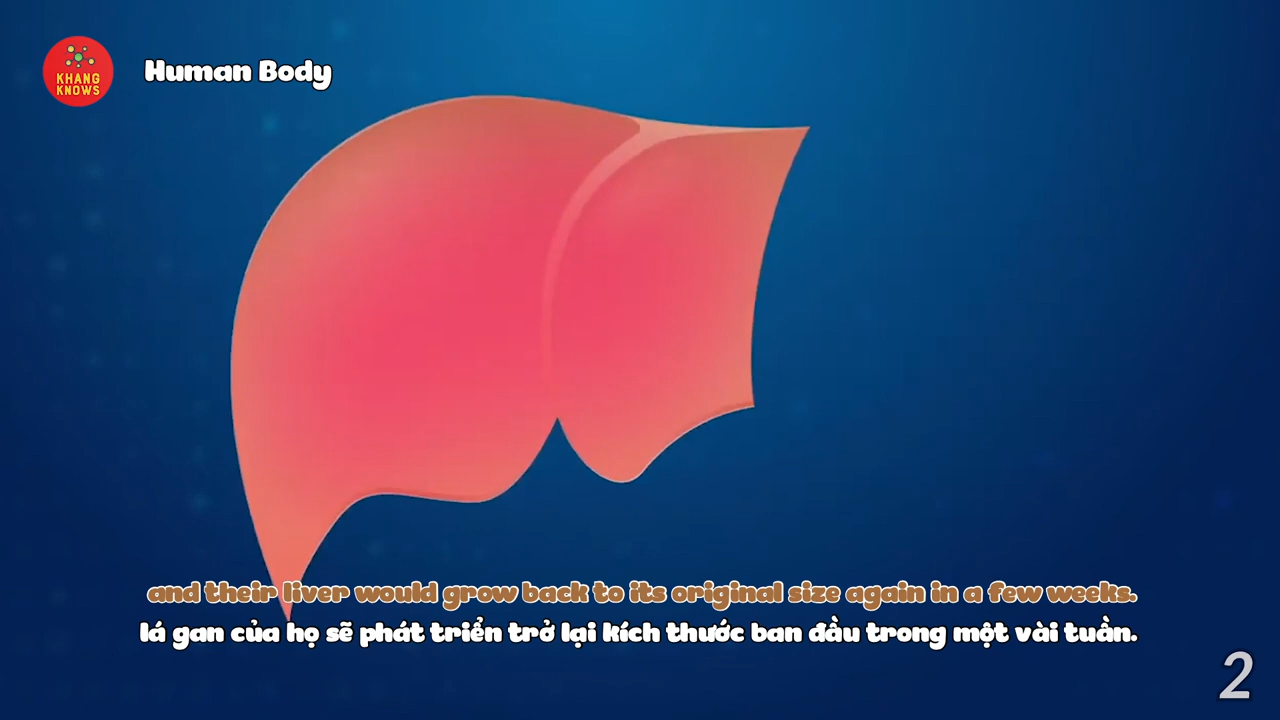 KHANG
KNOWS
Human Body
and their liver would grow back to its original size again in a few weeks.
lá gan của họ sẽ phát triển trở lại kích thước ban đầu trong một vài tuần.
2